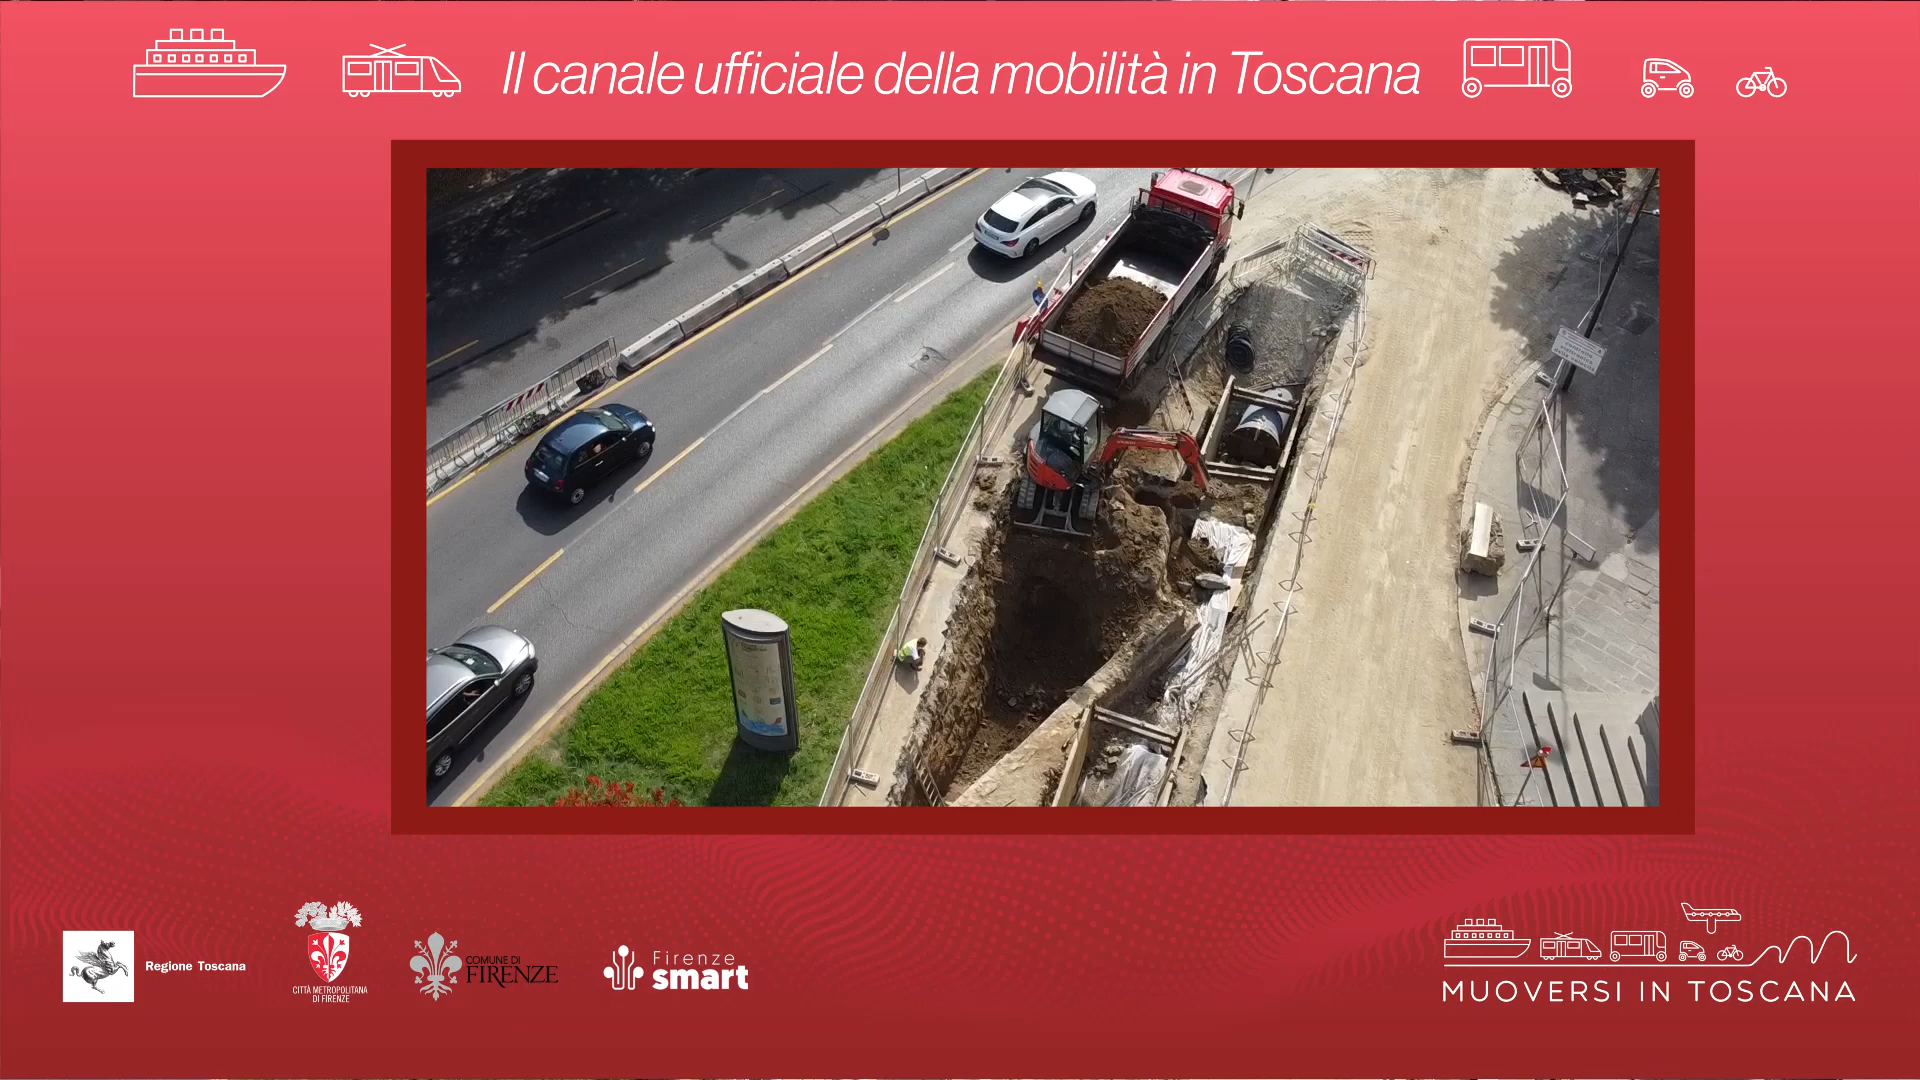 Il canale ufficiale della mobilità in Toscana
Regione Toscana
CITTÀ METROPOLITANA
DI FIRENZE
COMUNE DI
FIRENZE
Firenze
smart
MUOVERSI IN TOSCANA